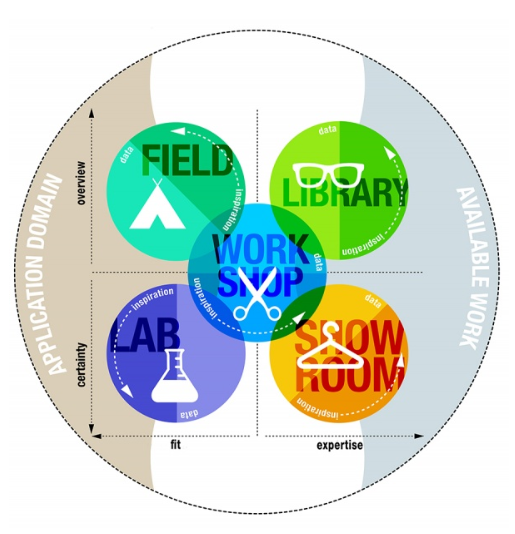 APPLICATION DOMAIN
AVAILABLE WORK
overview
certainty
fit
expertise
data
FIELD
inspiration
data
LIBRARY
inspiration
WORK
SHOP
data
inspiration
inspiration
LAB
data
data
SHOW
ROOM
inspiration